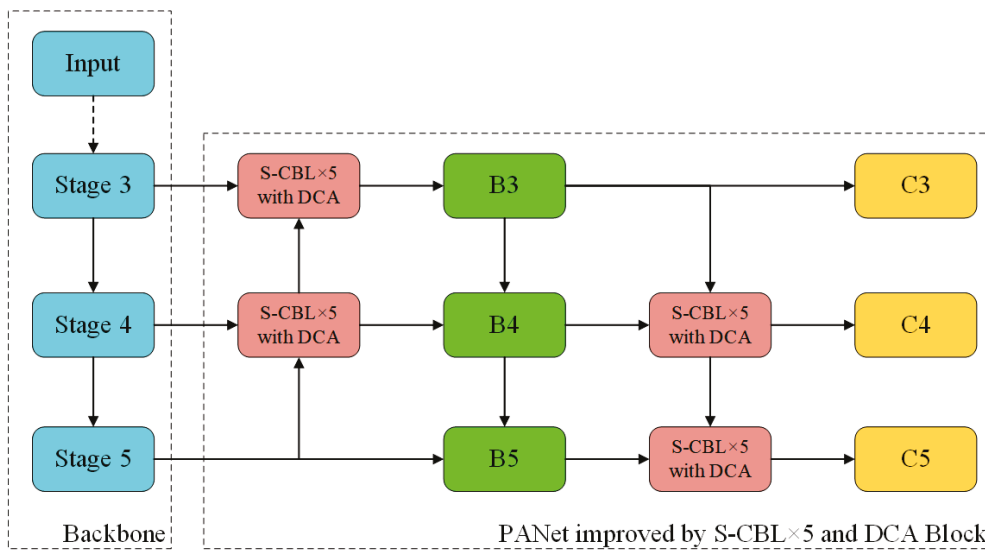 Input
Stage 3
S-CBL×5
with DCA
B3
C3
Stage 4
S-CBL×5
with DCA
B4
S-CBL×5
with DCA
C4
Stage 5
B5
S-CBL×5
with DCA
C5
Backbone
PANet improved by S-CBL×5 and DCA Block